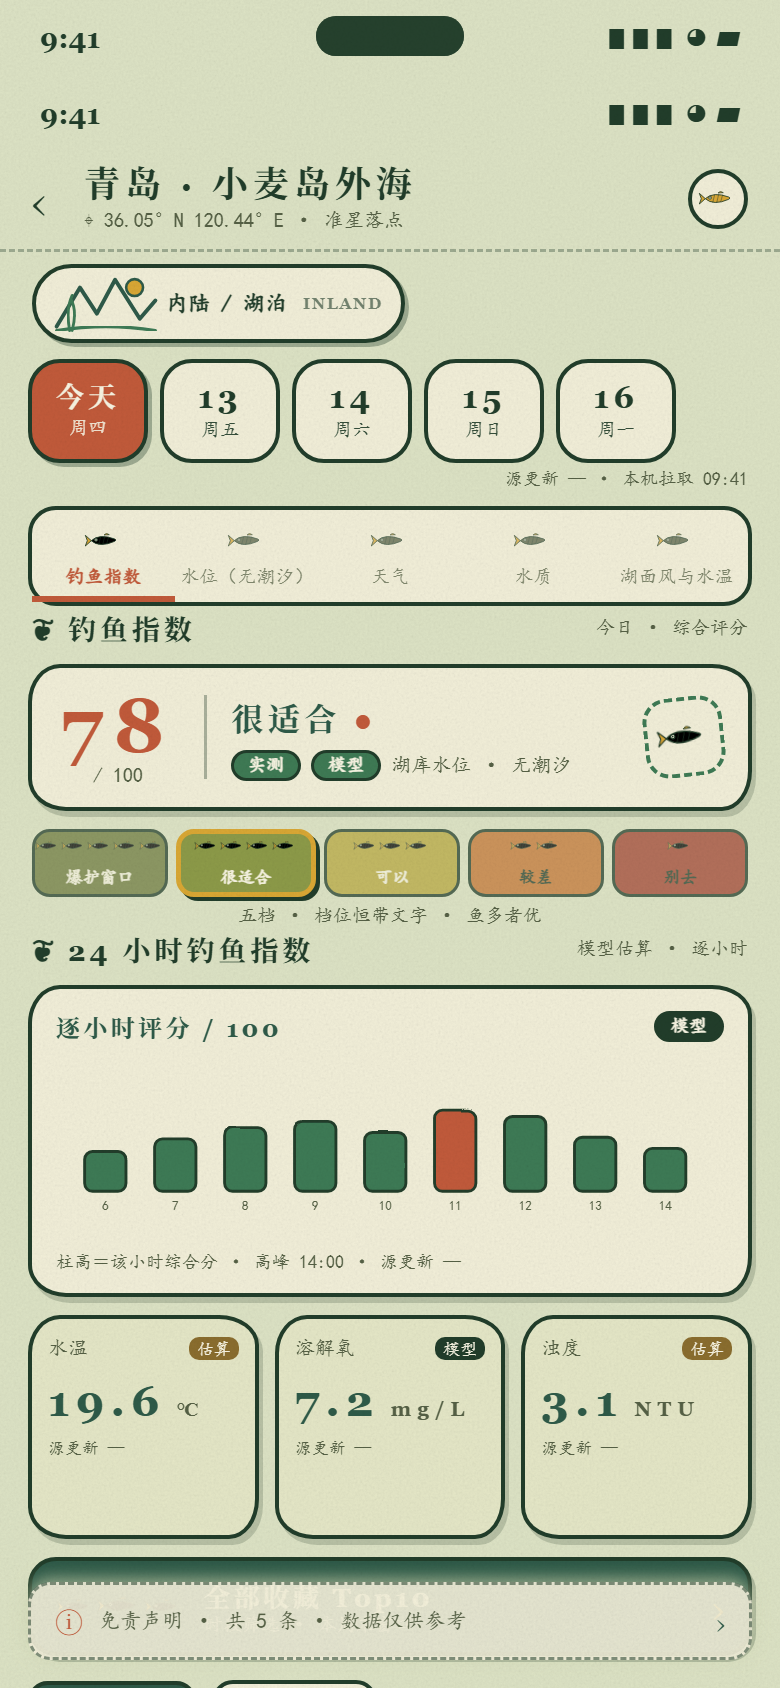 9:41
9:41
青岛 · 小麦岛外海
36.05° N 120.44° E • 准星落点
内陆 / 湖泊 INLAND
今天 13 14 15 16
周四 周五 周六 周日 周一
源更新 — • 本机拉取 09:41
钓鱼指数 水位（无潮汐） 天气 水质 湖面风与水温
钓鱼指数 今日 • 综合评分
78
/ 100
很适合
实测 模型 湖库水位 • 无潮汐
爆护窗口 很适合 可以 较差 别去
五档 • 档位恒带文字 • 鱼多者优
24 小时钓鱼指数 模型估算 • 逐小时
逐小时评分 / 100 模型
6 7 8 9 10 11 12 13 14
柱高=该小时综合分 • 高峰 14:00 • 源更新 —
水温 估算 溶解氧 模型 浊度 估算
19.6 °C 7.2 mg/L 3.1 NTU
源更新 — 源更新 — 源更新 —
全部收藏 Top10
免责声明 • 共 5 条 • 数据仅供参考